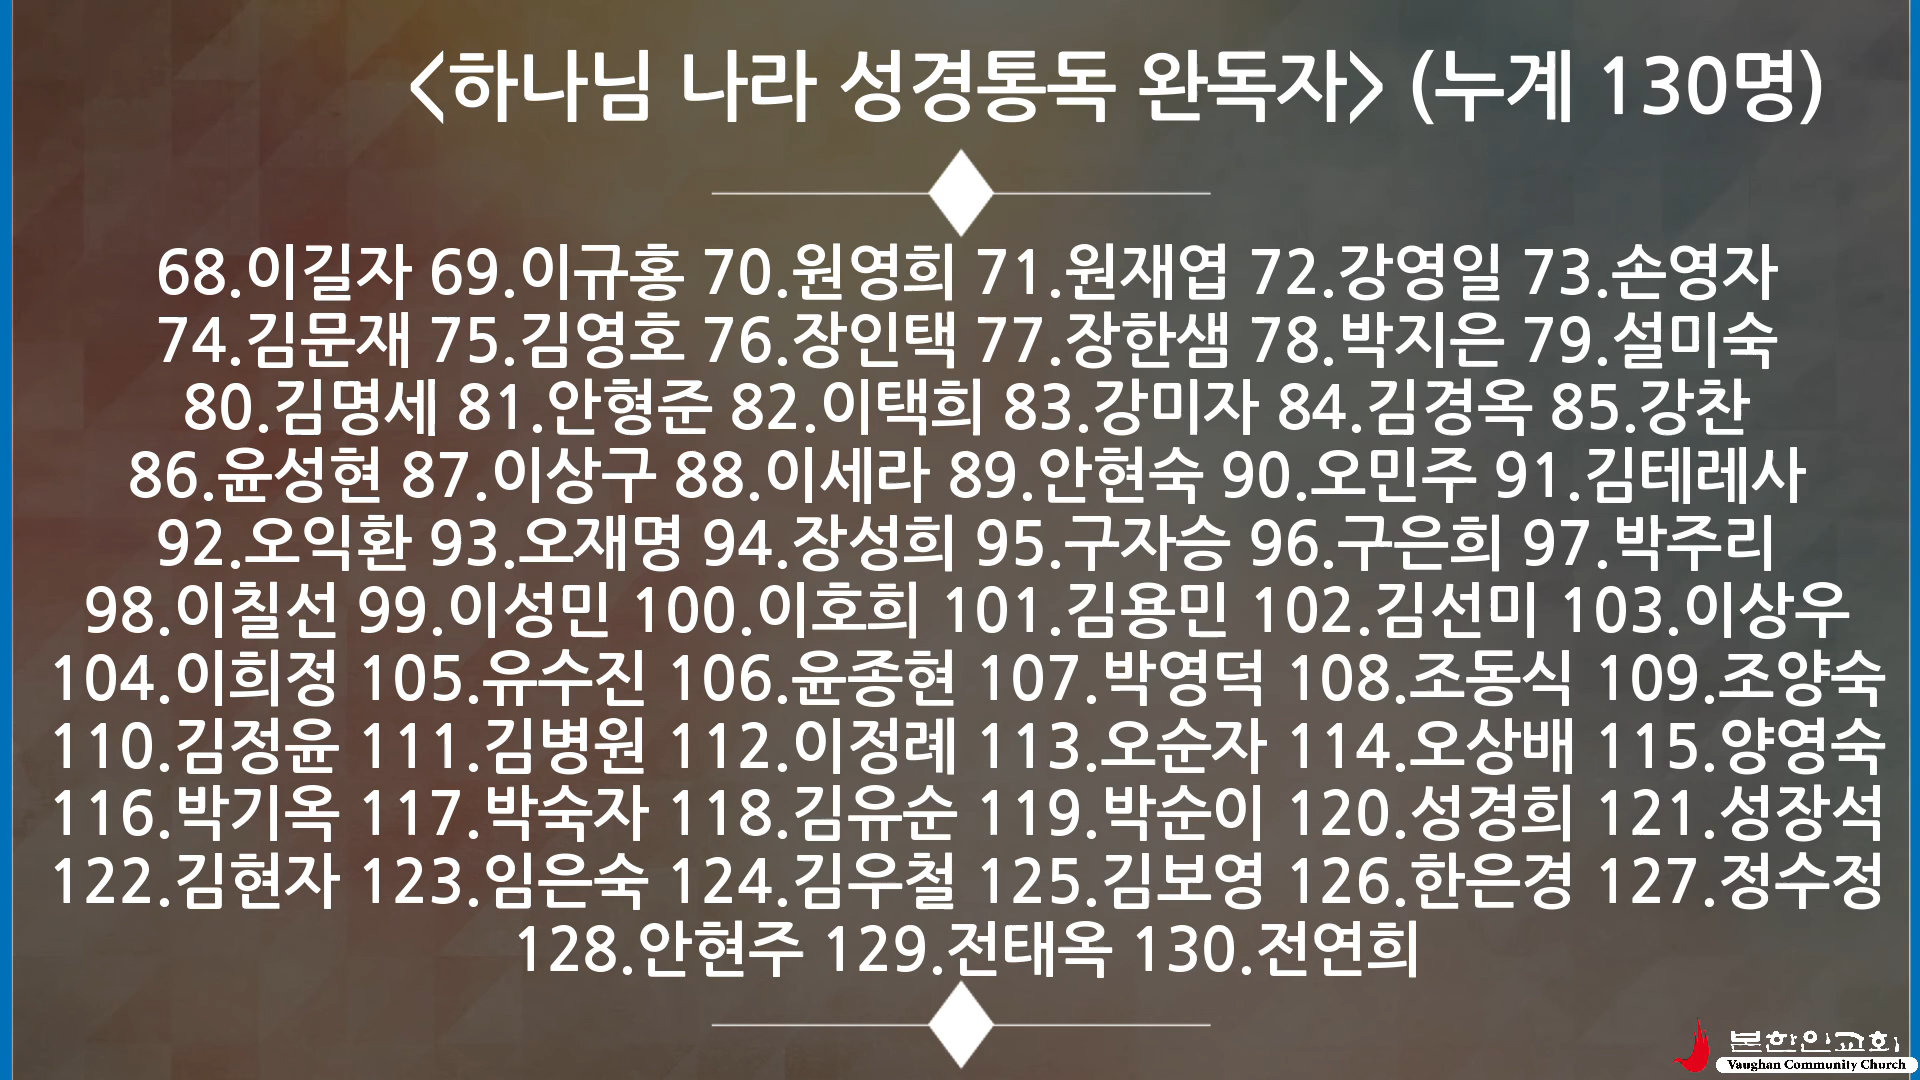 <하나님 나라 성경통독 완독자> (누계 130명)
68.이길자 69.이규홍 70.원영희 71.원재엽 72.강영일 73.손영자
74.김문재 75.김영호 76.장인택 77.장한샘 78.박지은 79.설미숙
80.김명세 81.안형준 82.이택희 83.강미자 84.김경옥 85.강찬
86.윤성현 87.이상구 88.이세라 89.안현숙 90.오민주 91.김테레사
92.오익환 93.오재명 94.장성희 95.구자승 96.구은희 97.박주리
98.이칠선 99.이성민 100.이호희 101.김용민 102.김선미 103.이상우
104.이희정 105.유수진 106.윤종현 107.박영덕 108.조동식 109.조양숙
110.김정윤 111.김병원 112.이정례 113.오순자 114.오상배 115.양영숙
116.박기옥 117.박숙자 118.김유순 119.박순이 120.성경희 121.성장석
122.김현자 123.임은숙 124.김우철 125.김보영 126.한은경 127.정수정
128.안현주 129.전태옥 130.전연희
본한인교회
Vaughan Community Church